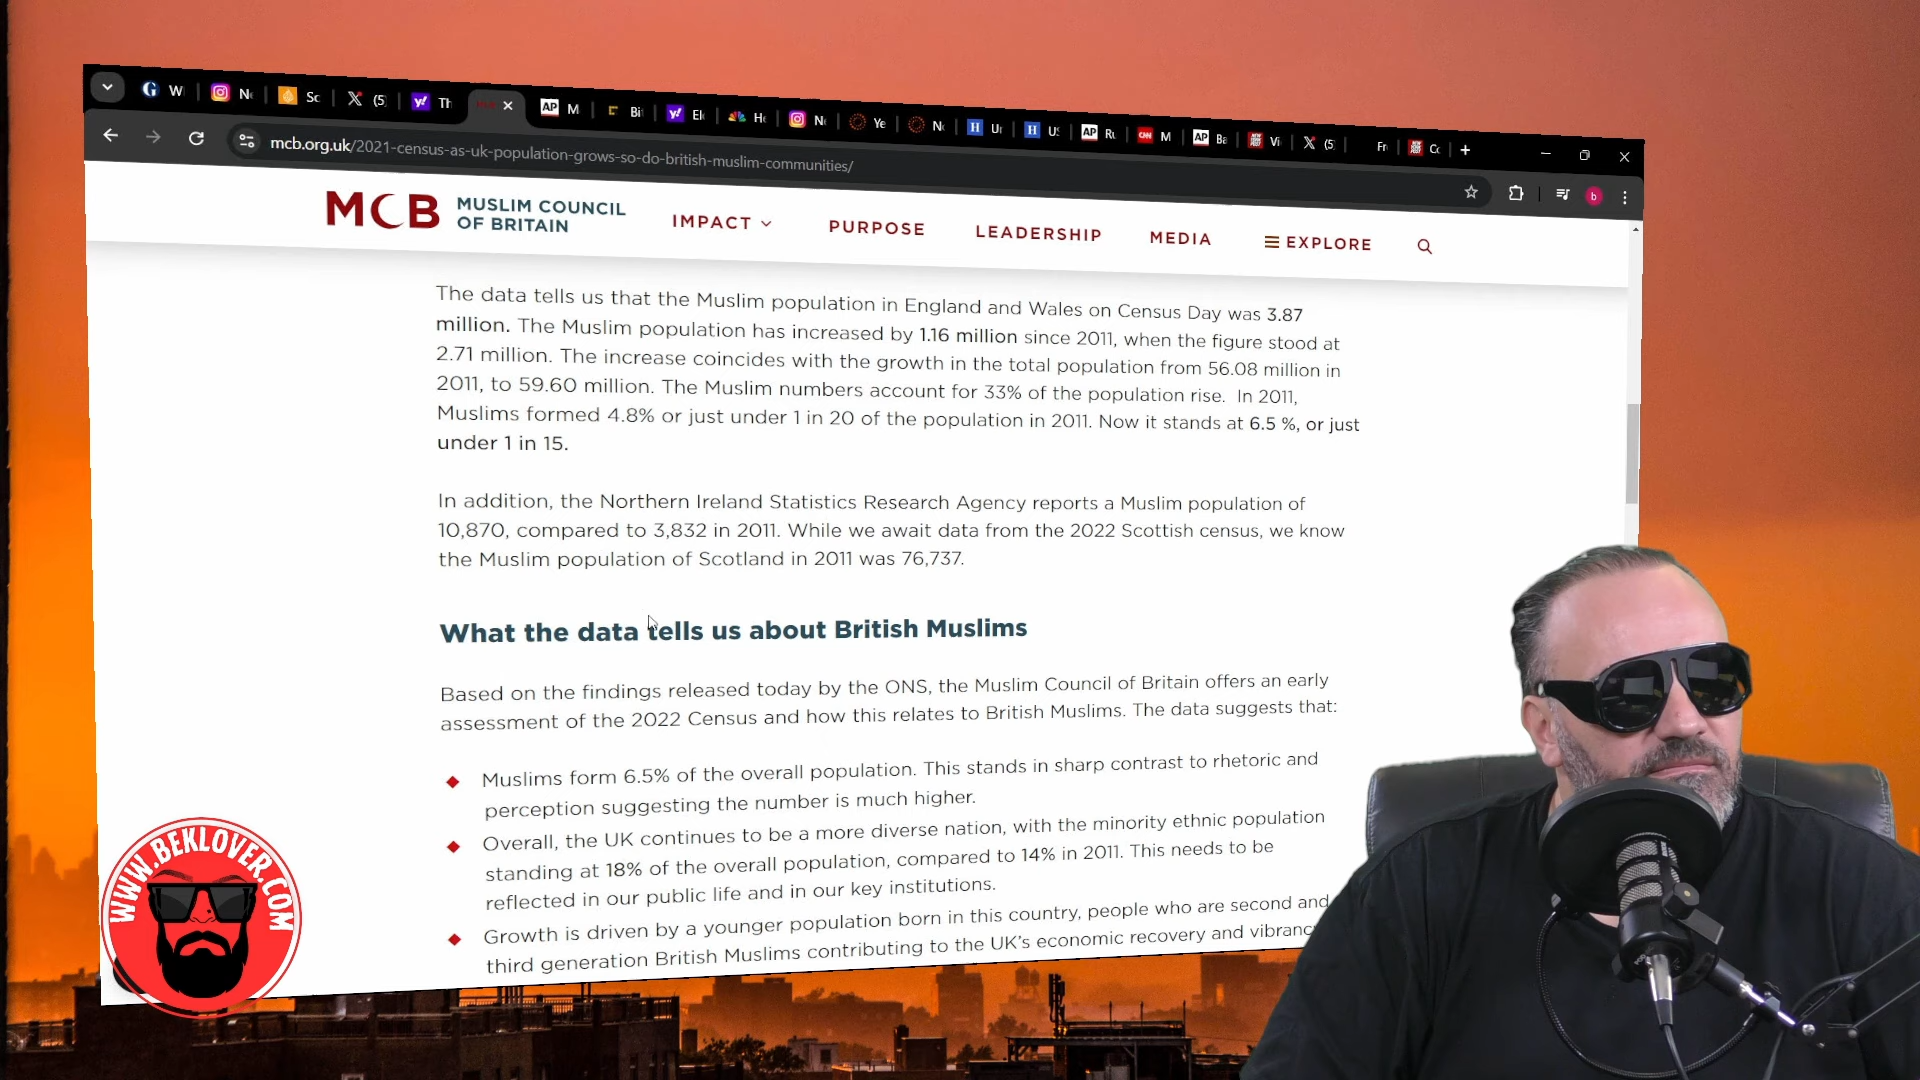 W
N
Sc
(5
Th
M
Bi
El
H
N
Ye
N
Ur
US
Ru
M
Ba
Vi
(5
Fr
Cc
mcb.org.uk/2021-census-as-uk-population-grows-so-do-british-muslim-communities/
b
MCB MUSLIM COUNCIL
OF BRITAIN
IMPACT PURPOSE LEADERSHIP MEDIA EXPLORE
The data tells us that the Muslim population in England and Wales on Census Day was 3.87
million. The Muslim population has increased by 1.16 million since 2011, when the figure stood at
2.71 million. The increase coincides with the growth in the total population from 56.08 million in
2011, to 59.60 million. The Muslim numbers account for 33% of the population rise. In 2011,
Muslims formed 4.8% or just under 1 in 20 of the population in 2011. Now it stands at 6.5 %, or just
under 1 in 15.
In addition, the Northern Ireland Statistics Research Agency reports a Muslim population of
10,870, compared to 3,832 in 2011. While we await data from the 2022 Scottish census, we know
the Muslim population of Scotland in 2011 was 76,737.
What the data tells us about British Muslims
Based on the findings released today by the ONS, the Muslim Council of Britain offers an early
assessment of the 2022 Census and how this relates to British Muslims. The data suggests that:
Muslims form 6.5% of the overall population. This stands in sharp contrast to rhetoric and
perception suggesting the number is much higher.
Overall, the UK continues to be a more diverse nation, with the minority ethnic population
standing at 18% of the overall population, compared to 14% in 2011. This needs to be
reflected in our public life and in our key institutions.
Growth is driven by a younger population born in this country, people who are second and
third generation British Muslims contributing to the UK's economic recovery and vibranc
WWW.BEKLOVER.COM